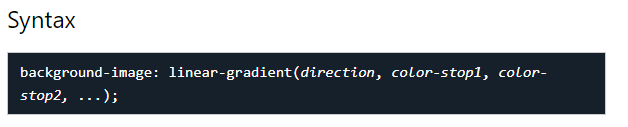 Syntax
background-image: linear-gradient(direction, color-stop1, color-
stop2, ...);